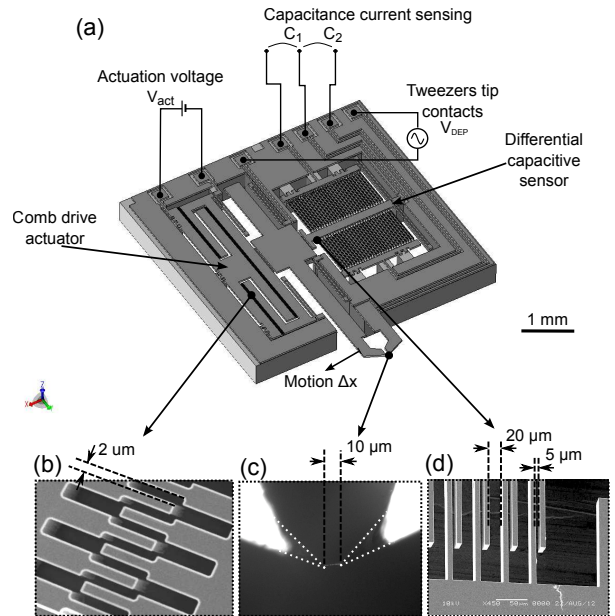 (a)
Capacitance current sensing
C1 C2
Actuation voltage
Vact
Tweezers tip
contacts
VDEP
Differential
capacitive
sensor
Comb drive
actuator
1 mm
Motion Δx
Z
X
(b)
2 um
(c)
10 µm
(d)
20 µm
5 µm